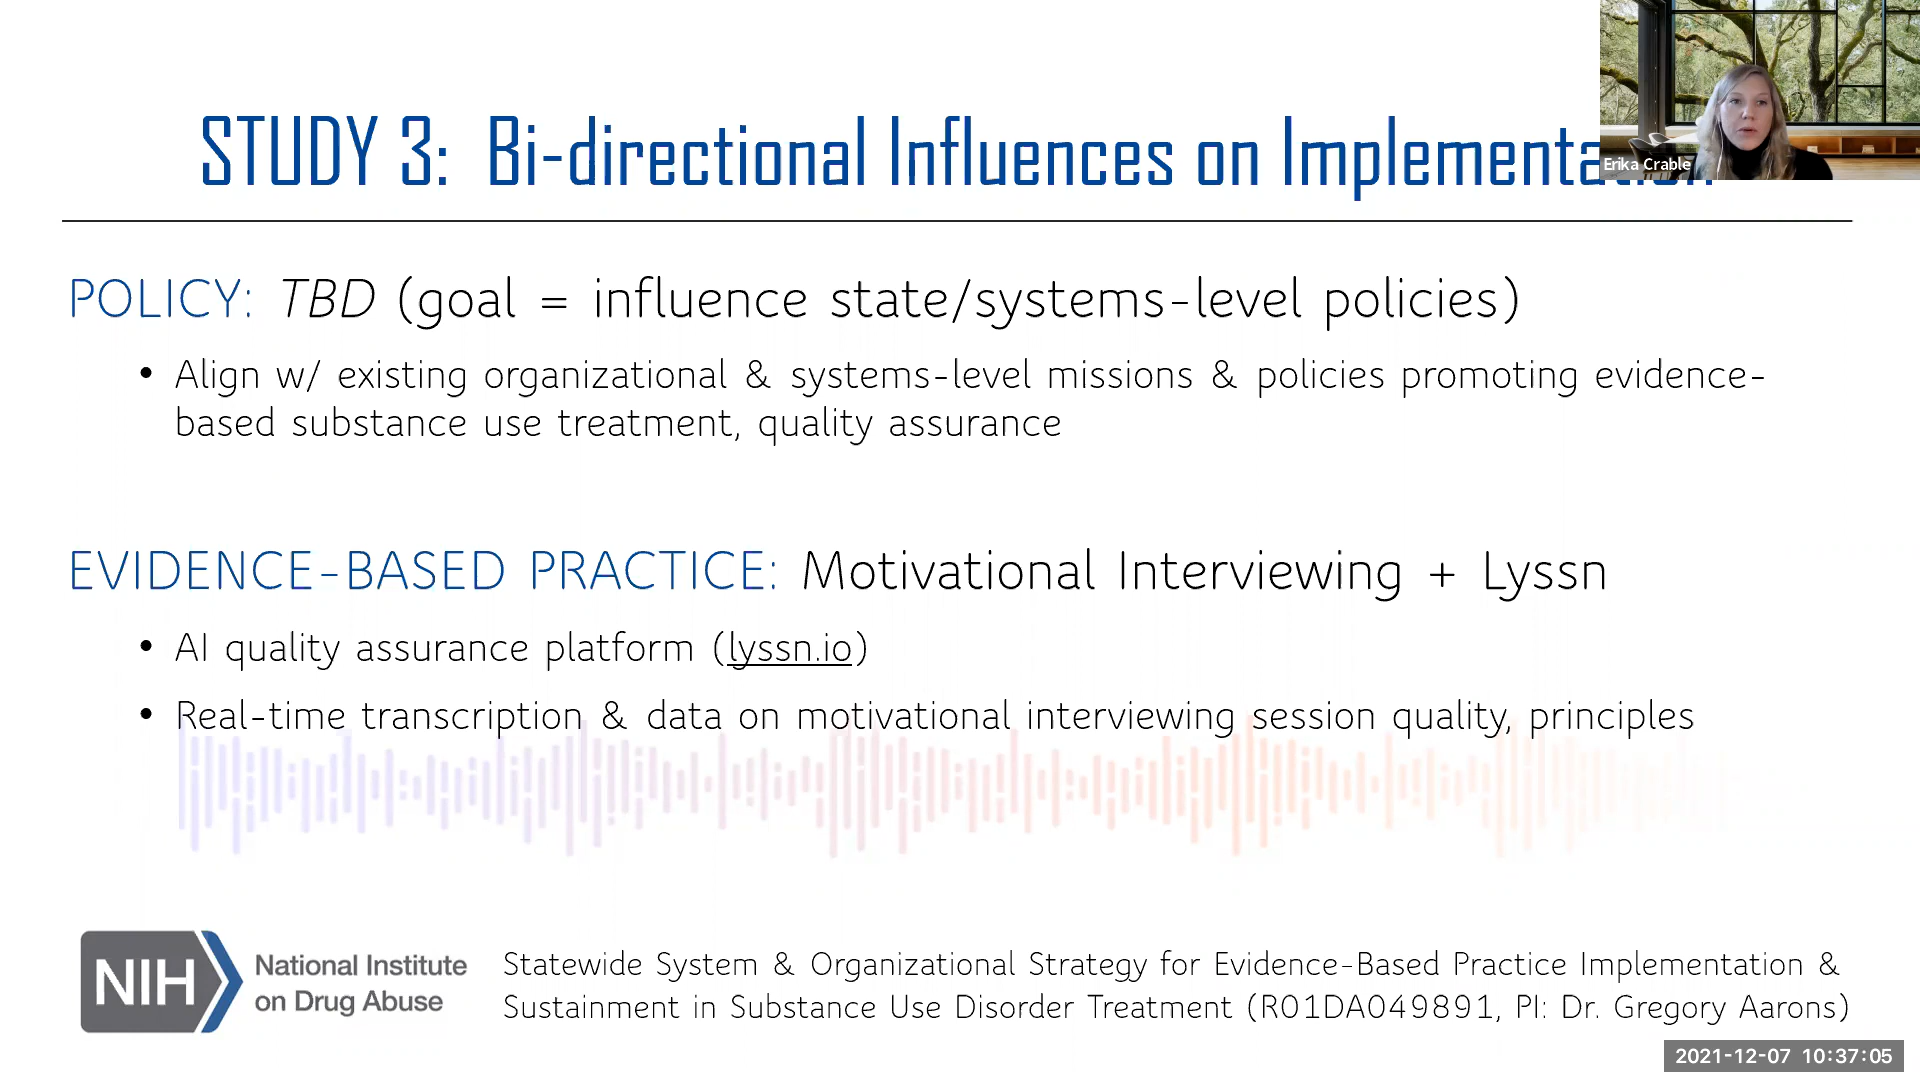 STUDY 3: Bi-directional Influences on Implementation
Erika Crable
POLICY: TBD (goal = influence state/systems-level policies)
• Align w/ existing organizational & systems-level missions & policies promoting evidence-
based substance use treatment, quality assurance
EVIDENCE-BASED PRACTICE: Motivational Interviewing + Lyssn
• AI quality assurance platform (lyssn.io)
• Real-time transcription & data on motivational interviewing session quality, principles
NIH
National Institute
on Drug Abuse
Statewide System & Organizational Strategy for Evidence-Based Practice Implementation &
Sustainment in Substance Use Disorder Treatment (R01DA049891, PI: Dr. Gregory Aarons)
2021-12-07 10:37:05